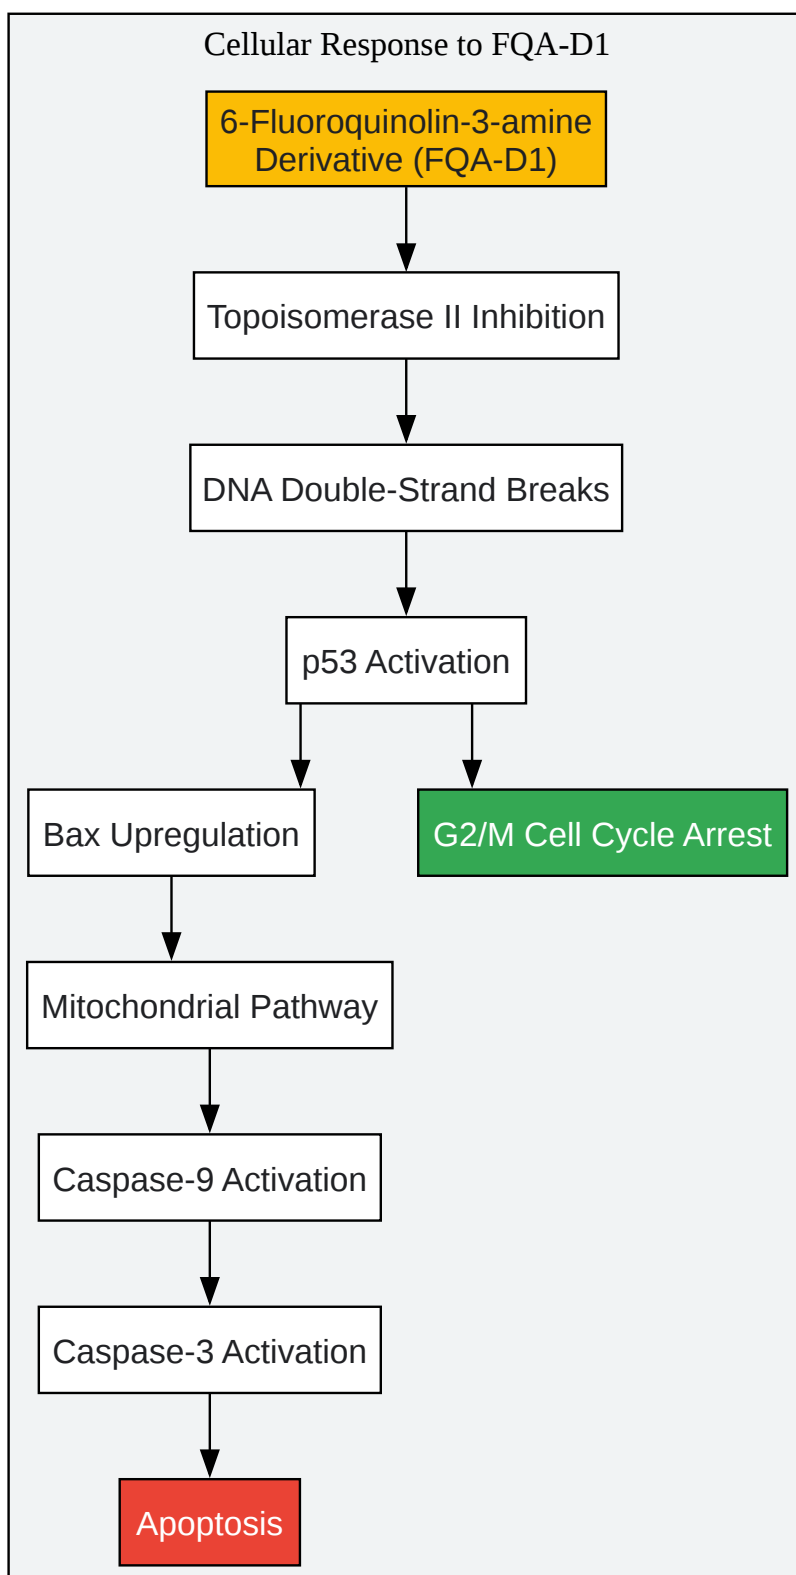 Cellular Response to FQA-D1
6-Fluoroquinolin-3-amine
Derivative (FQA-D1)
Topoisomerase II Inhibition
DNA Double-Strand Breaks
p53 Activation
Bax Upregulation
G2/M Cell Cycle Arrest
Mitochondrial Pathway
Caspase-9 Activation
Caspase-3 Activation
Apoptosis